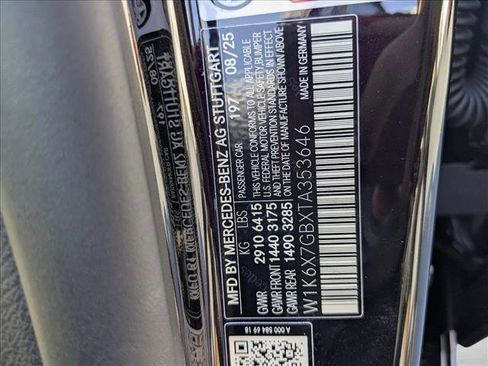 MFD BY MERCEDES-BENZ AG STUTTGART
197 08/25
PASSENGER CAR
THIS VEHICLE CONFORMS TO ALL APPLICABLE
U.S. FEDERAL MOTOR VEHICLE SAFETY, BUMPER
AND THEFT PREVENTION STANDARDS IN EFFECT
ON THE DATE OF MANUFACTURE SHOWN ABOVE
MADE IN GERMANY
KG LBS
GVWR 2910 6415
GAWR FRONT 1440 3175
GAWR REAR 1490 3285
W1K6X7GBXTA353646
A 000 584 69 18